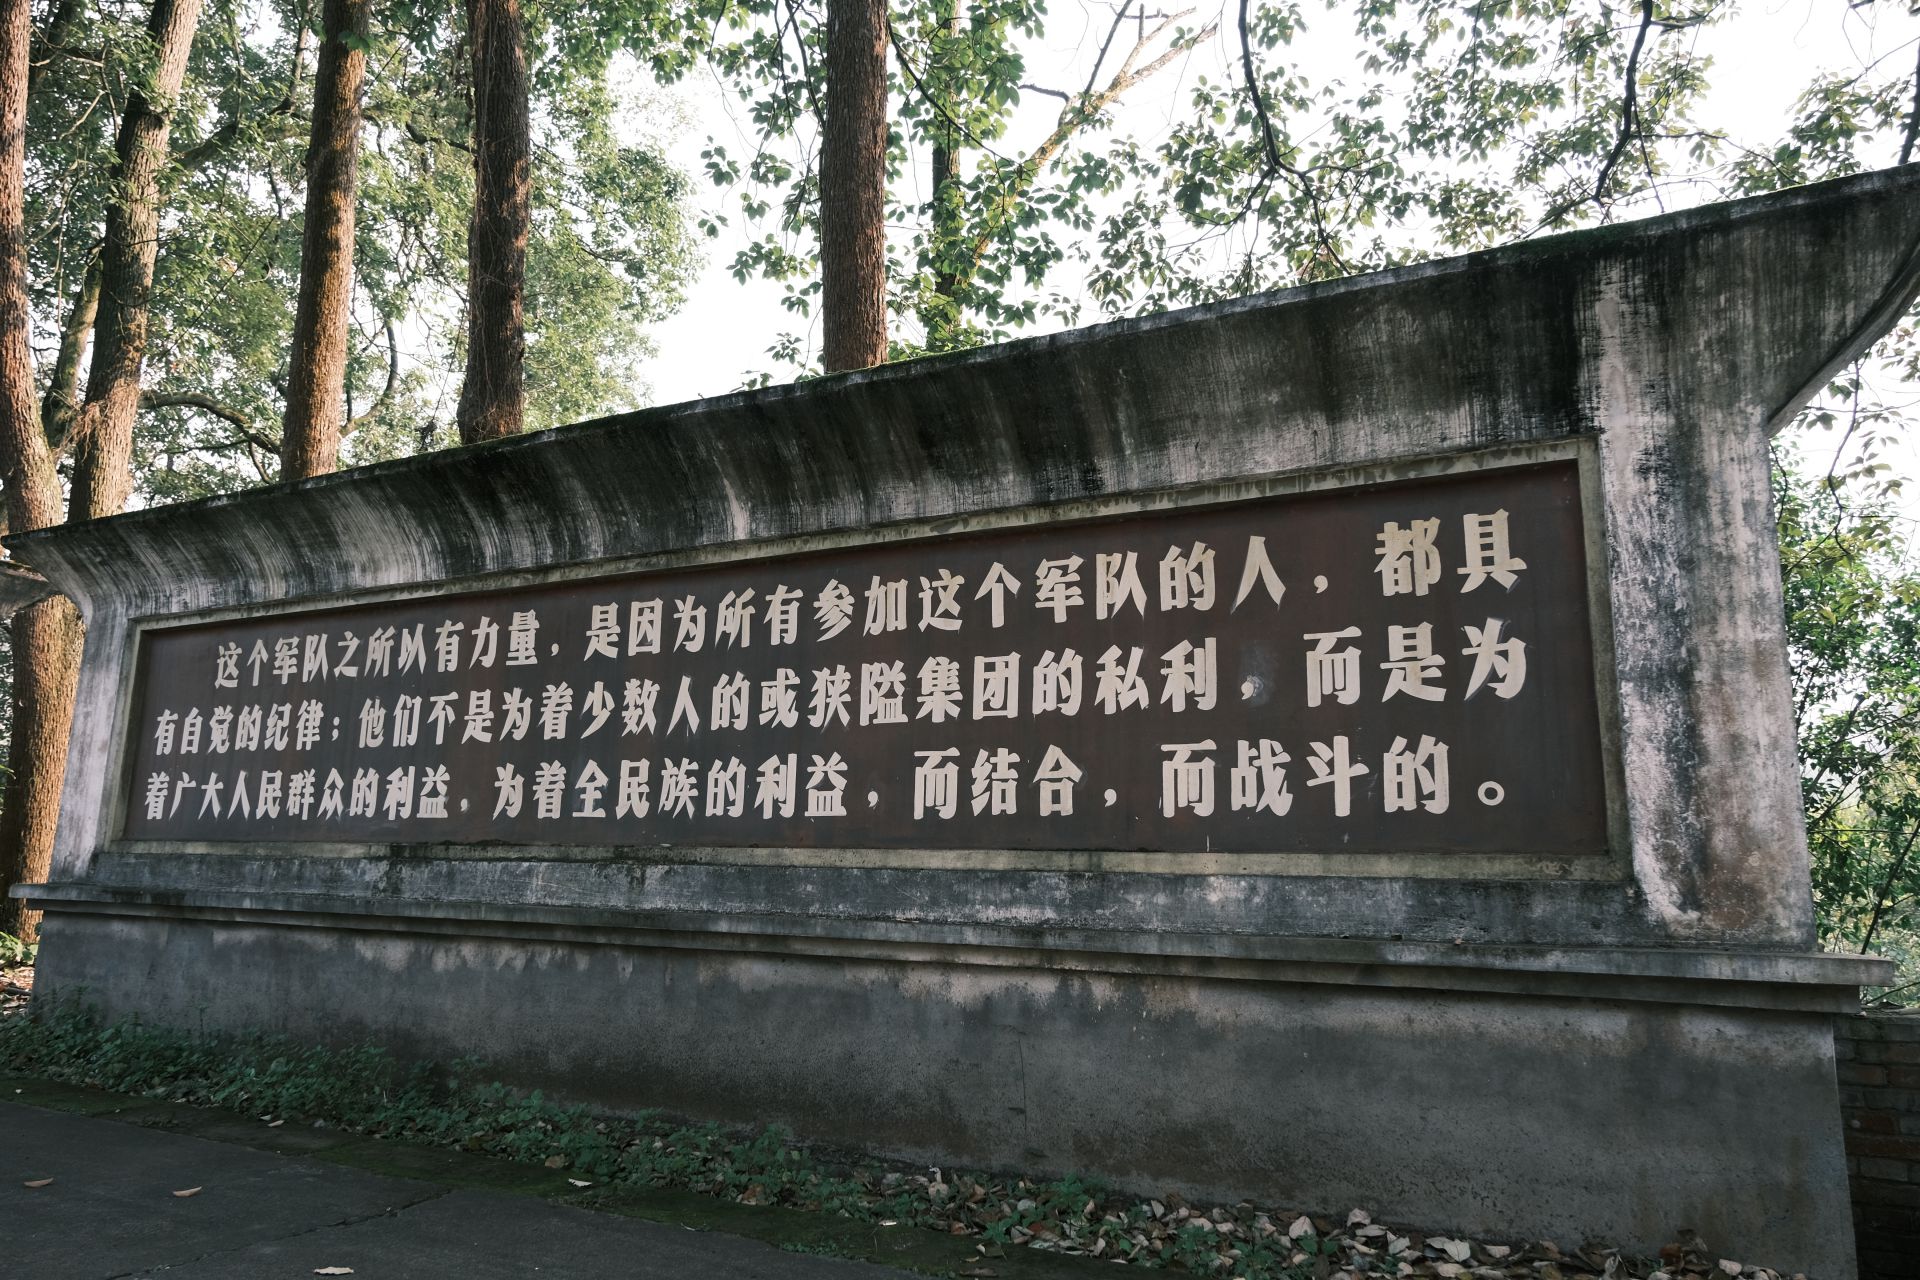 这个军队之所以有力量，是因为所有参加这个军队的人，都具
有自觉的纪律；他们不是为着少数人的或狭隘集团的私利，而是为
着广大人民群众的利益，为着全民族的利益，而结合，而战斗的。